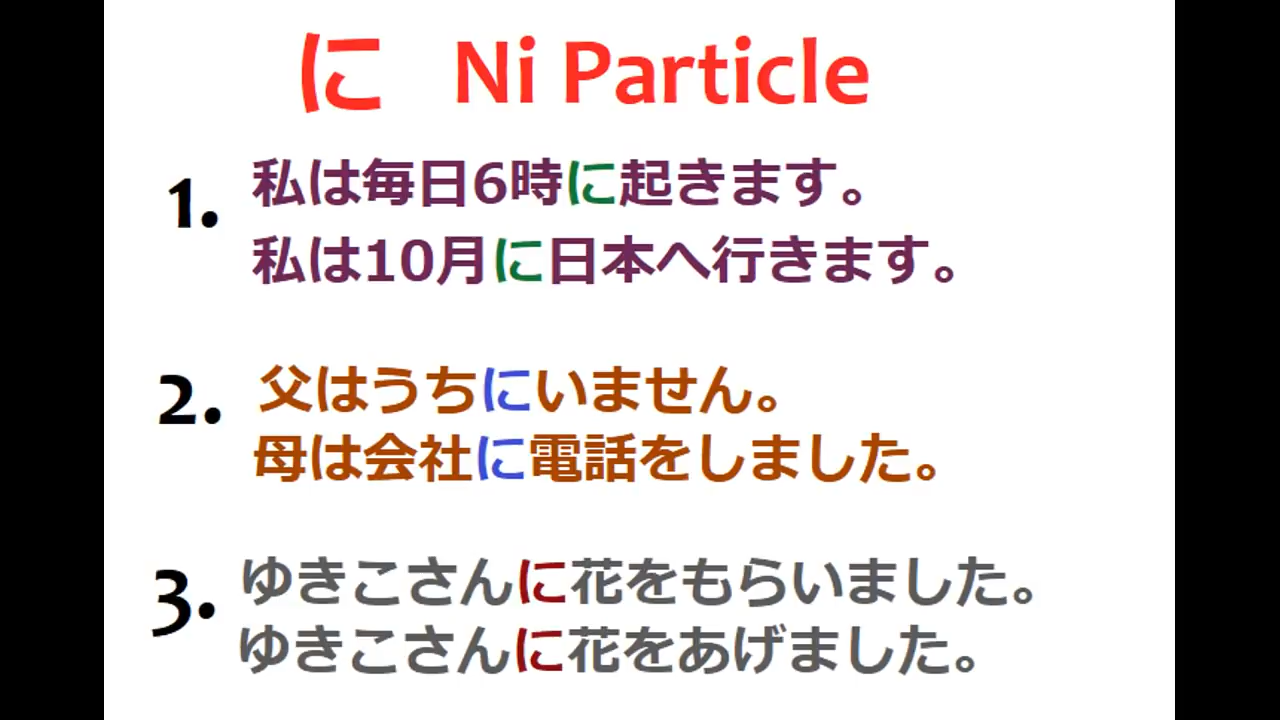 に Ni Particle
1. 私は毎日6時に起きます。
私は10月に日本へ行きます。
2. 父はうちにいません。
母は会社に電話をしました。
3. ゆきこさんに花をもらいました。
ゆきこさんに花をあげました。